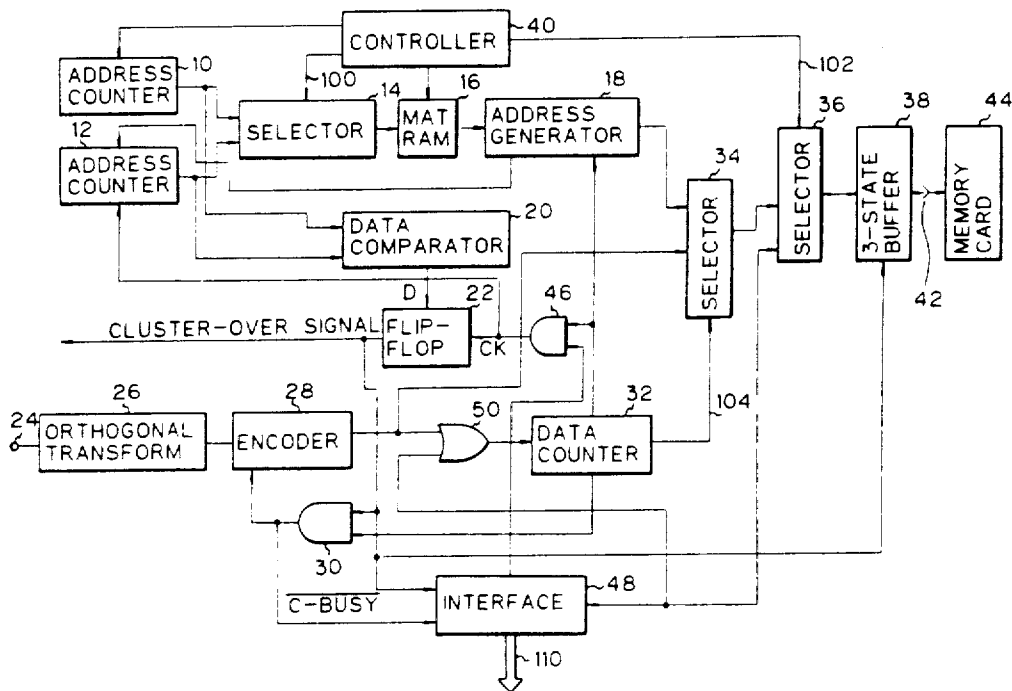 CONTROLLER
40
ADDRESS
COUNTER
10
100
14
SELECTOR
16
MAT
RAM
18
ADDRESS
GENERATOR
102
36
SELECTOR
38
3-STATE
BUFFER
44
MEMORY
CARD
42
12
ADDRESS
COUNTER
34
SELECTOR
20
DATA
COMPARATOR
D
22
FLIP-
FLOP
CK
46
CLUSTER-OVER SIGNAL
24
26
ORTHOGONAL
TRANSFORM
28
ENCODER
50
32
DATA
COUNTER
104
30
C-BUSY
48
INTERFACE
110